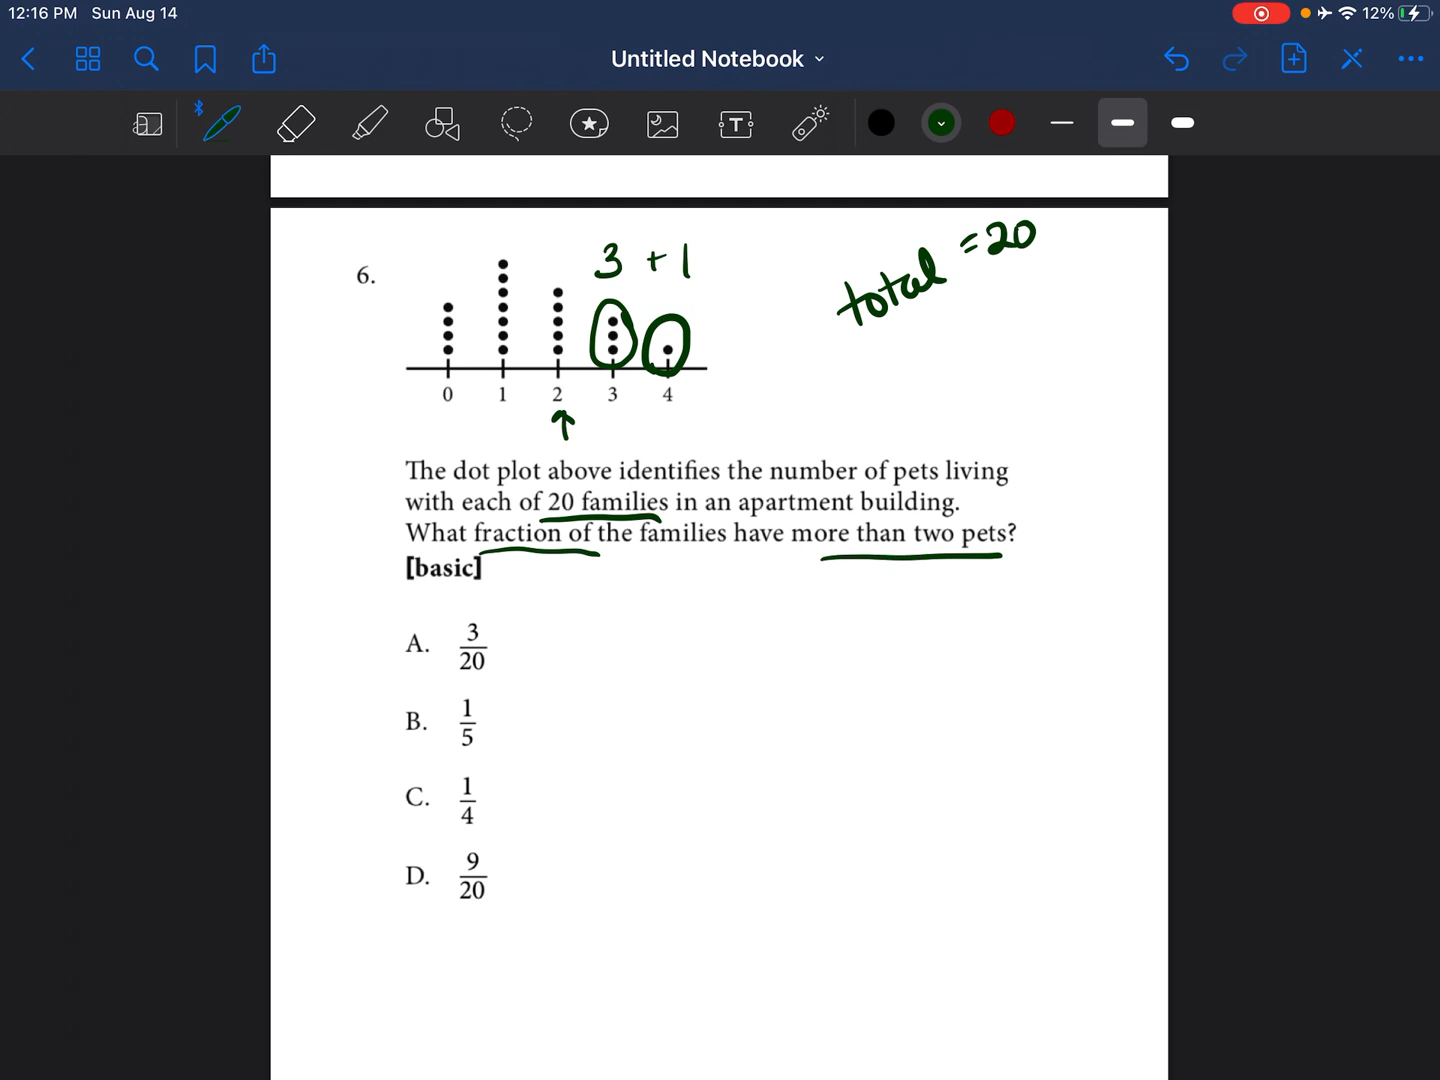 12:16 PM Sun Aug 14
12%
Untitled Notebook
T
6.
3 + 1
total = 20
0 1 2 3 4
The dot plot above identifies the number of pets living
with each of 20 families in an apartment building.
What fraction of the families have more than two pets?
[basic]
A. 3/20
B. 1/5
C. 1/4
D. 9/20